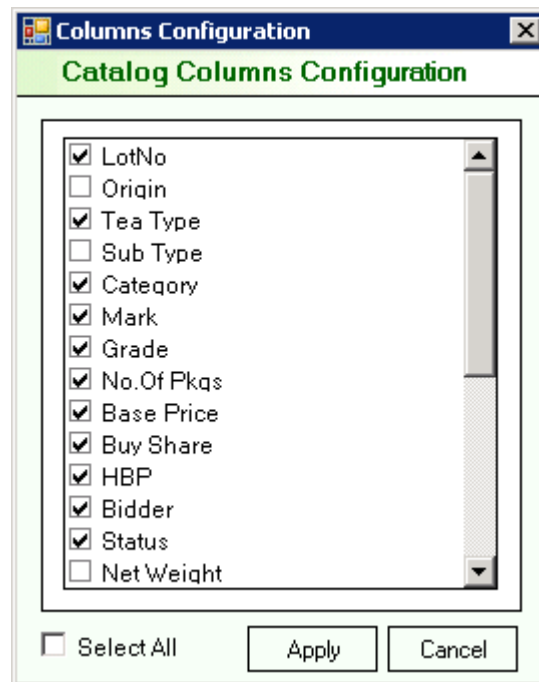 Columns Configuration
Catalog Columns Configuration
LotNo
Origin
Tea Type
Sub Type
Category
Mark
Grade
No.Of Pkgs
Base Price
Buy Share
HBP
Bidder
Status
Net Weight
Select All
Apply
Cancel